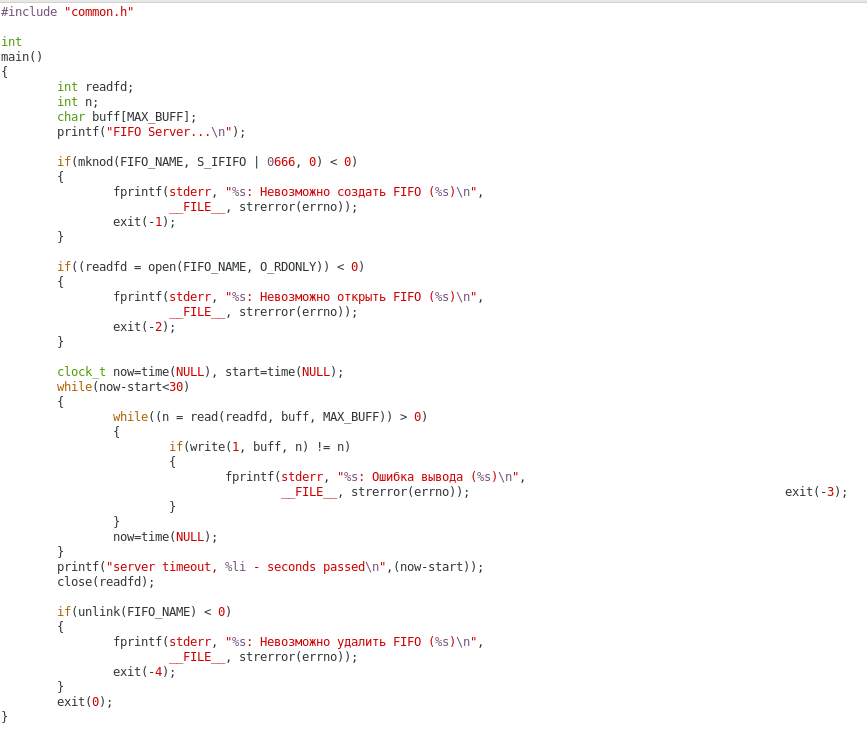 #include "common.h"

int
main()
{
        int readfd;
        int n;
        char buff[MAX_BUFF];
        printf("FIFO Server...\n");

        if(mknod(FIFO_NAME, S_IFIFO | 0666, 0) < 0)
        {
                fprintf(stderr, "%s: Невозможно создать FIFO (%s)\n",
                        __FILE__, strerror(errno));
                exit(-1);
        }

        if((readfd = open(FIFO_NAME, O_RDONLY)) < 0)
        {
                fprintf(stderr, "%s: Невозможно открыть FIFO (%s)\n",
                        __FILE__, strerror(errno));
                exit(-2);
        }

        clock_t now=time(NULL), start=time(NULL);
        while(now-start<30)
        {
                while((n = read(readfd, buff, MAX_BUFF)) > 0)
                {
                        if(write(1, buff, n) != n)
                        {
                                fprintf(stderr, "%s: Ошибка вывода (%s)\n",
                                        __FILE__, strerror(errno));                                             exit(-3);
                        }
                }
                now=time(NULL);
        }
        printf("server timeout, %li - seconds passed\n",(now-start));
        close(readfd);

        if(unlink(FIFO_NAME) < 0)
        {
                fprintf(stderr, "%s: Невозможно удалить FIFO (%s)\n",
                        __FILE__, strerror(errno));
                exit(-4);
        }
        exit(0);
}